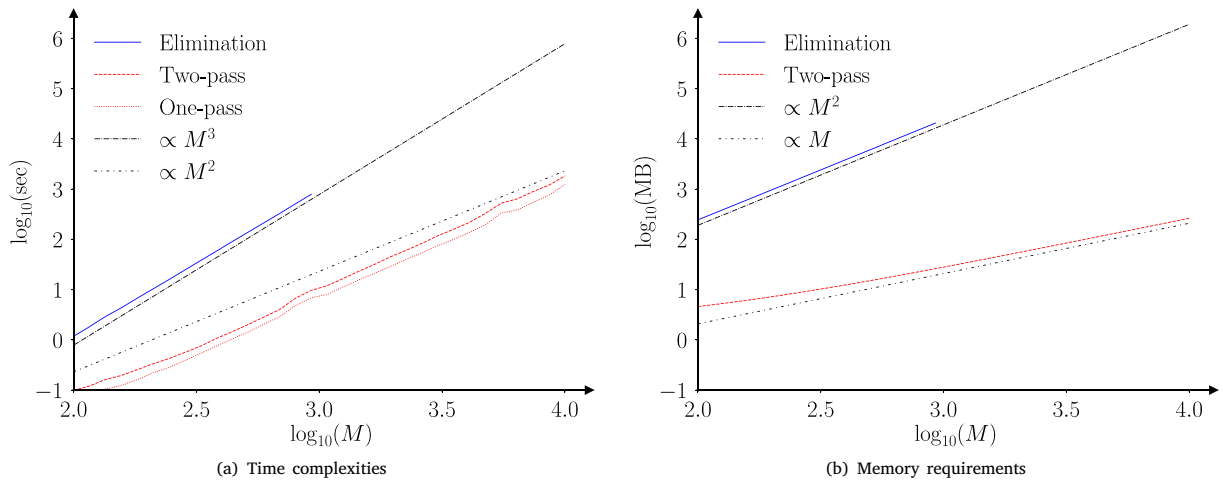 6
5
4
3
2
1
0
−1
log₁₀(sec)
Elimination
Two-pass
One-pass
∝ M³
∝ M²
2.0 2.5 3.0 3.5 4.0
log₁₀(M)
(a) Time complexities
6
5
4
3
2
1
0
−1
log₁₀(MB)
Elimination
Two-pass
∝ M²
∝ M
2.0 2.5 3.0 3.5 4.0
log₁₀(M)
(b) Memory requirements